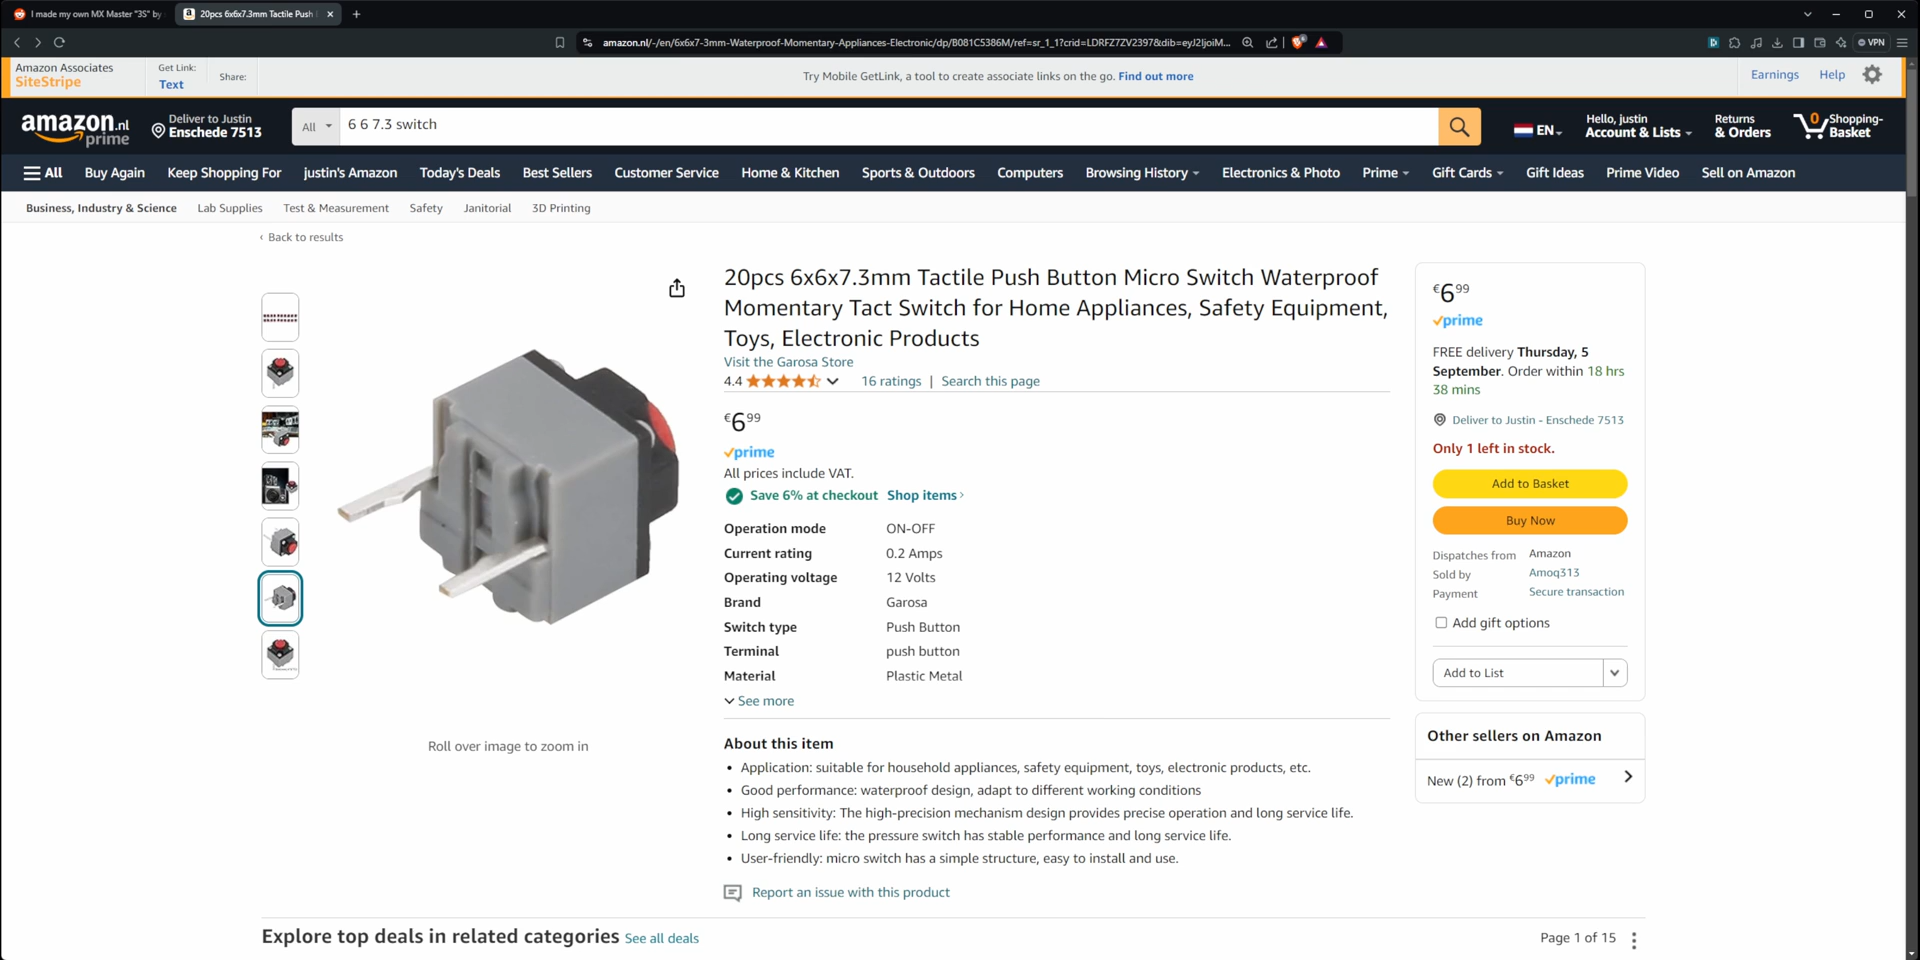 I made my own MX Master "3S" by
20pcs 6x6x7.3mm Tactile Push
amazon.nl/-/en/6x6x7-3mm-Waterproof-Momentary-Appliances-Electronic/dp/B081C5386M/ref=sr_1_1?crid=LDRFZ7ZV2397&dib=eyJ2IjoiM...
VPN
Amazon Associates
SiteStripe
Get Link:
Text
Share:
Try Mobile GetLink, a tool to create associate links on the go. Find out more
Earnings
Help
amazon.nl
prime
Deliver to Justin
Enschede 7513
All
6 6 7.3 switch
EN
Hello, justin
Account & Lists
Returns
& Orders
0
Shopping-
Basket
All
Buy Again
Keep Shopping For
justin's Amazon
Today's Deals
Best Sellers
Customer Service
Home & Kitchen
Sports & Outdoors
Computers
Browsing History
Electronics & Photo
Prime
Gift Cards
Gift Ideas
Prime Video
Sell on Amazon
Business, Industry & Science
Lab Supplies
Test & Measurement
Safety
Janitorial
3D Printing
‹ Back to results
Roll over image to zoom in
20pcs 6x6x7.3mm Tactile Push Button Micro Switch Waterproof
Momentary Tact Switch for Home Appliances, Safety Equipment,
Toys, Electronic Products
Visit the Garosa Store
4.4 16 ratings | Search this page
€6 99
prime
All prices include VAT.
Save 6% at checkout Shop items ›
Operation mode ON-OFF
Current rating 0.2 Amps
Operating voltage 12 Volts
Brand Garosa
Switch type Push Button
Terminal push button
Material Plastic Metal
See more
About this item
• Application: suitable for household appliances, safety equipment, toys, electronic products, etc.
• Good performance: waterproof design, adapt to different working conditions
• High sensitivity: The high-precision mechanism design provides precise operation and long service life.
• Long service life: the pressure switch has stable performance and long service life.
• User-friendly: micro switch has a simple structure, easy to install and use.
Report an issue with this product
€6 99
prime
FREE delivery Thursday, 5
September. Order within 18 hrs
38 mins
Deliver to Justin - Enschede 7513
Only 1 left in stock.
Add to Basket
Buy Now
Dispatches from Amazon
Sold by Amoq313
Payment Secure transaction
Add gift options
Add to List
Other sellers on Amazon
New (2) from €6 99 prime
Explore top deals in related categories See all deals
Page 1 of 15